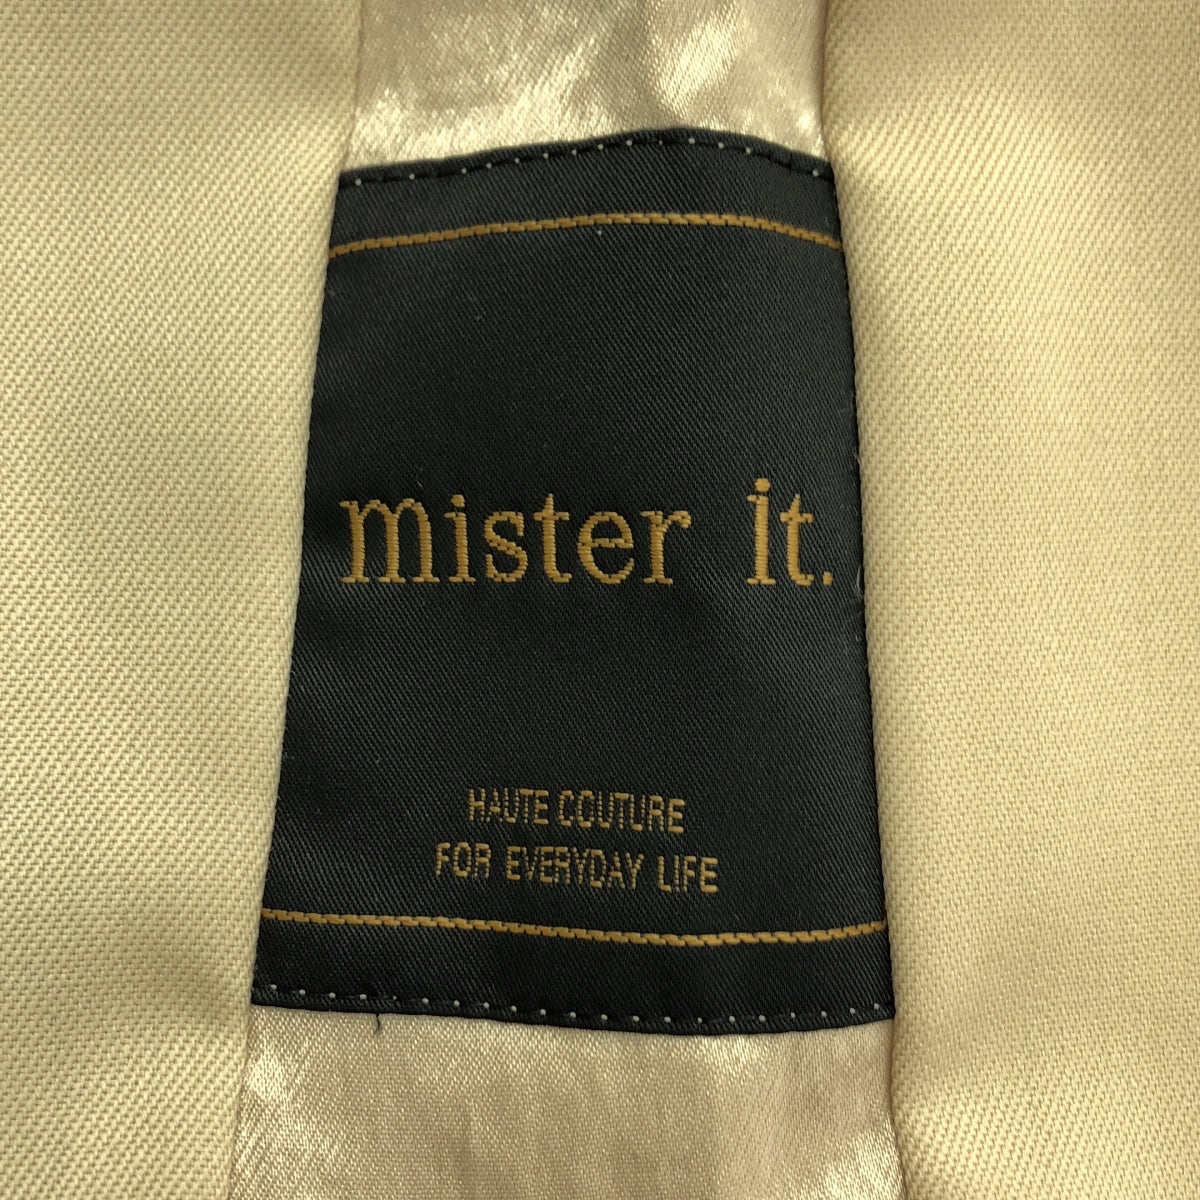 mister it.
HAUTE COUTURE
FOR EVERYDAY LIFE